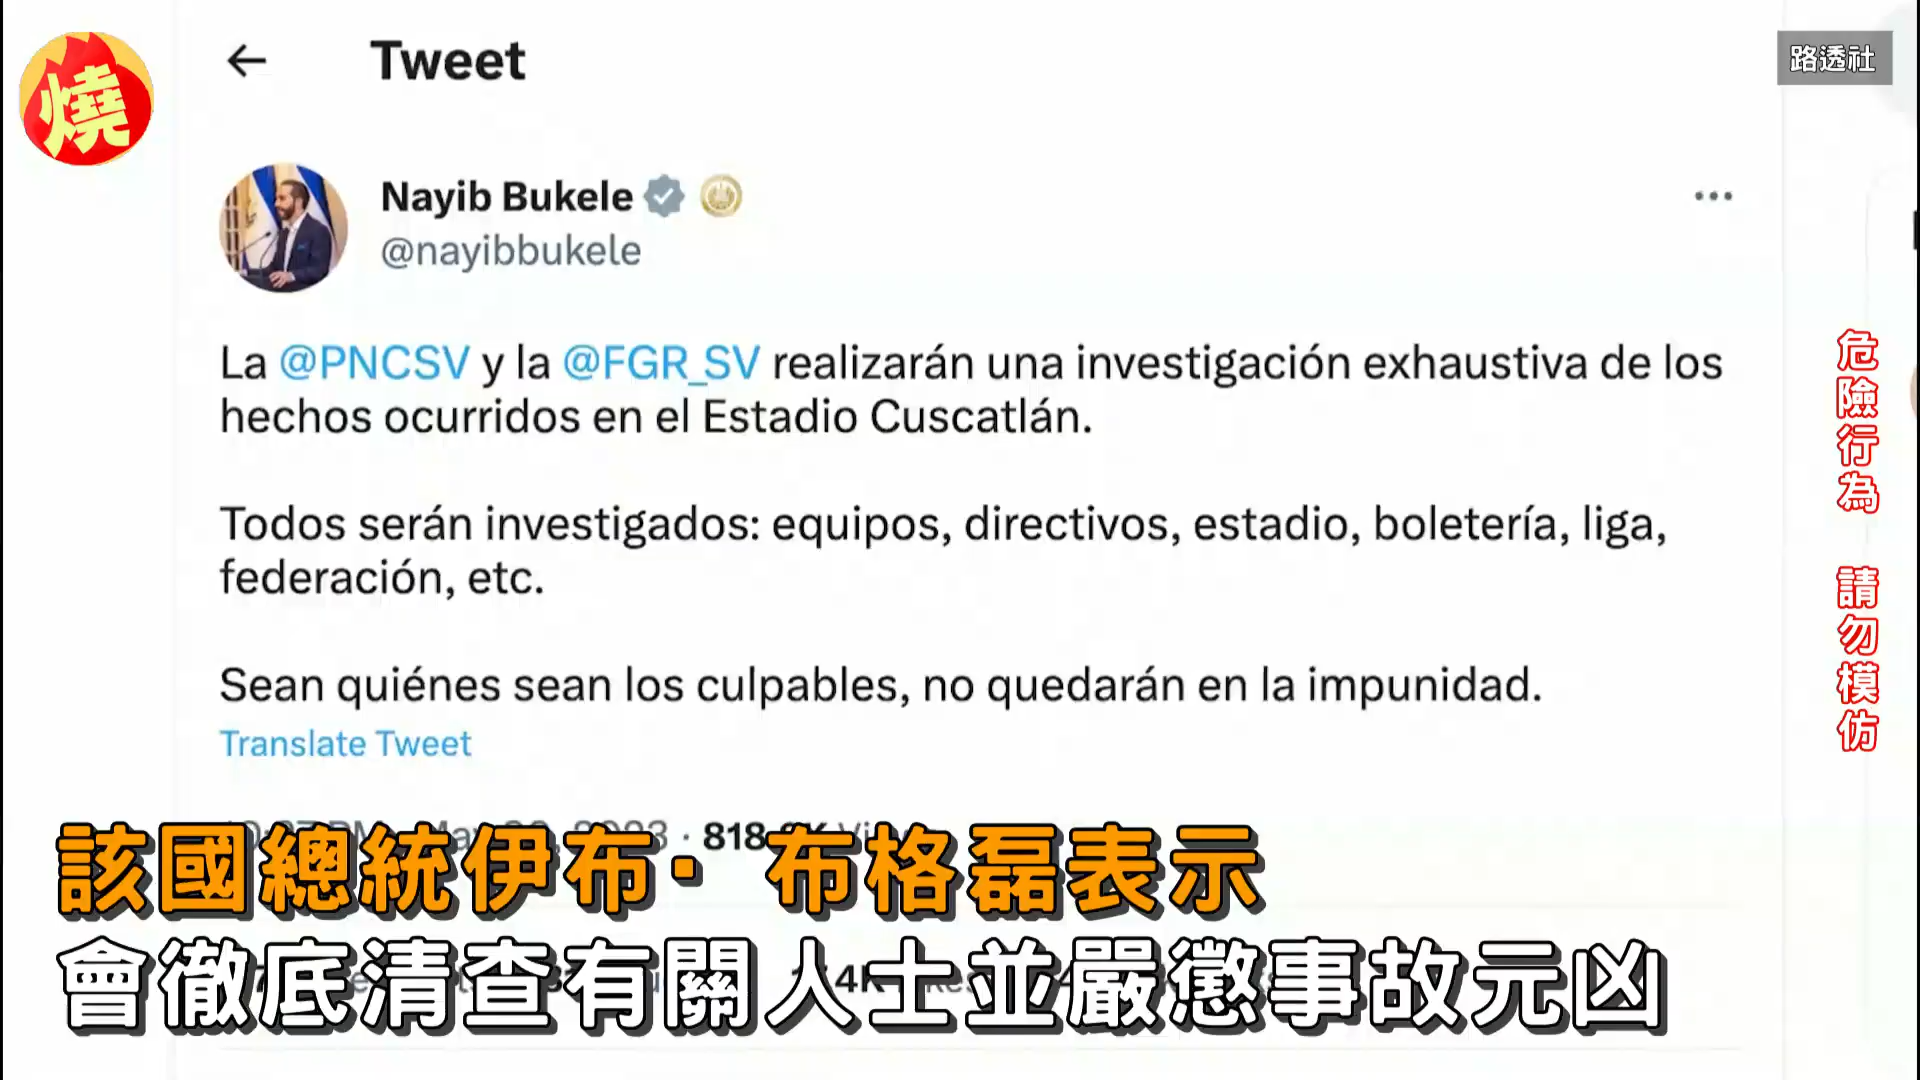 燒
Tweet
路透社
Nayib Bukele
@nayibbukele
La @PNCSV y la @FGR_SV realizarán una investigación exhaustiva de los
hechos ocurridos en el Estadio Cuscatlán.
Todos serán investigados: equipos, directivos, estadio, boletería, liga,
federación, etc.
Sean quiénes sean los culpables, no quedarán en la impunidad.
Translate Tweet
危險行為 請勿模仿
該國總統伊布·布格磊表示
會徹底清查有關人士並嚴懲事故元凶